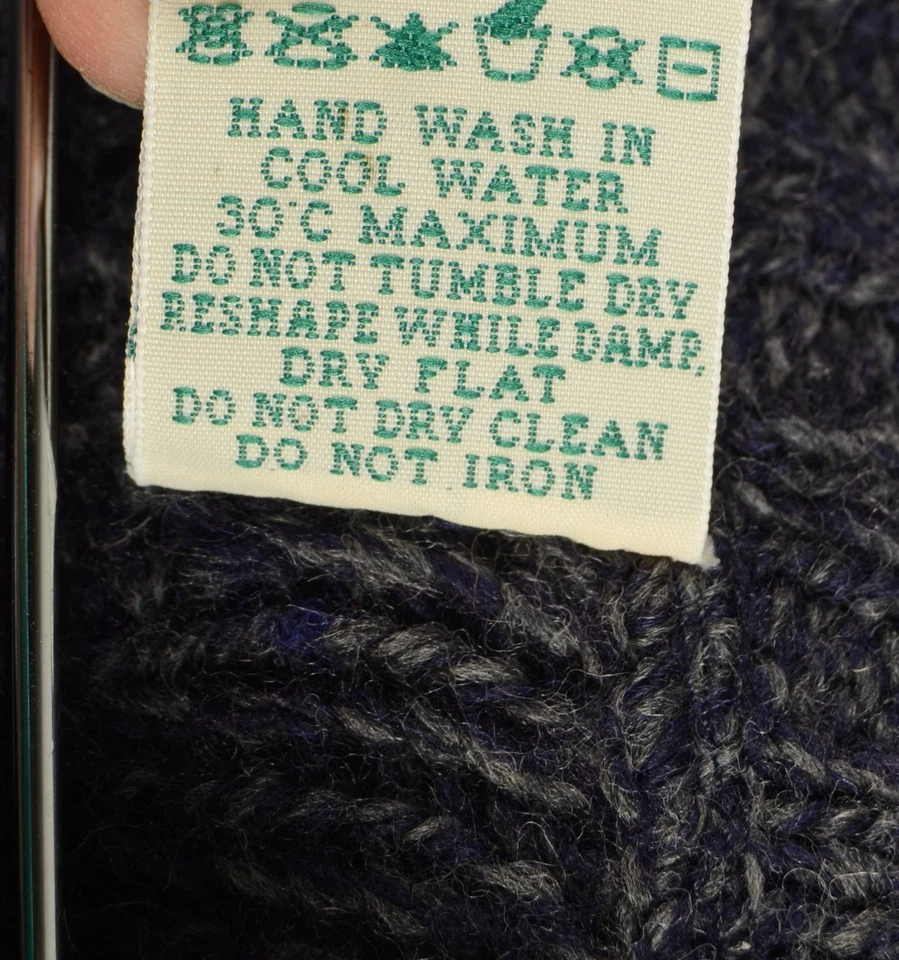 HAND WASH IN
COOL WATER
30°C MAXIMUM
DO NOT TUMBLE DRY
RESHAPE WHILE DAMP,
DRY FLAT
DO NOT DRY CLEAN
DO NOT IRON